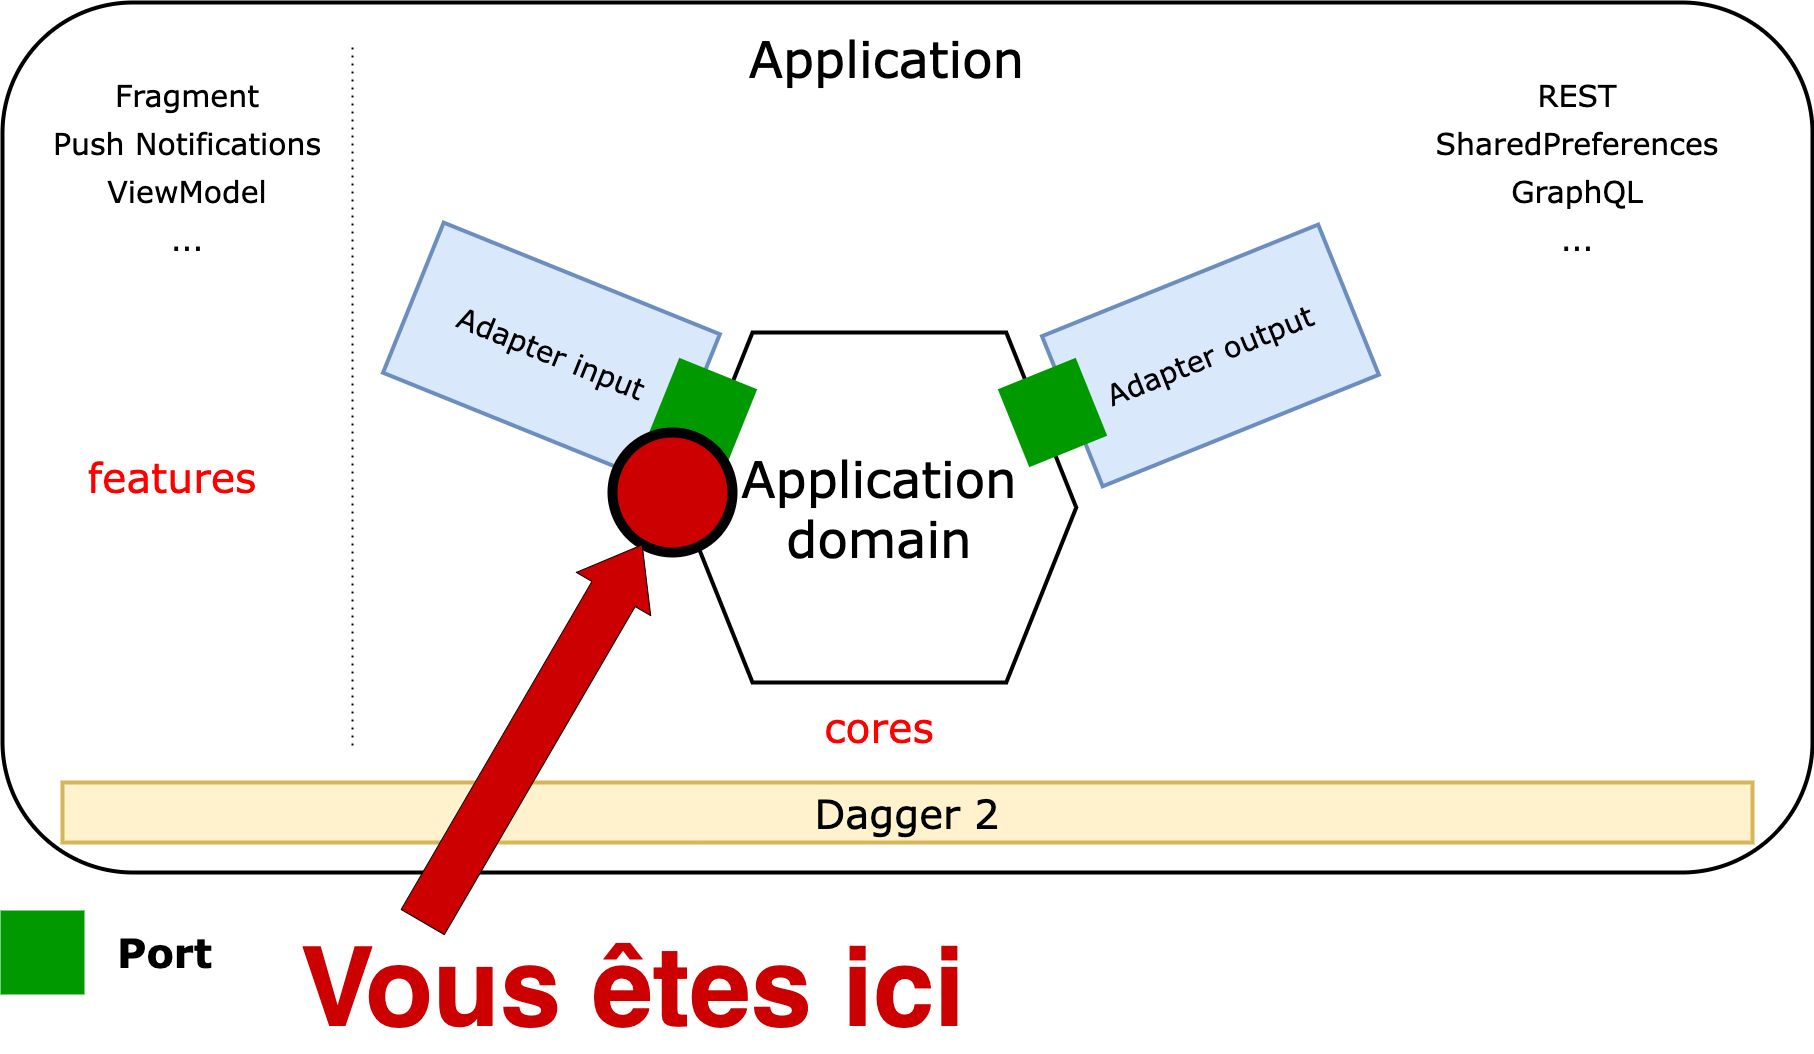 Application
Fragment
Push Notifications
ViewModel
...
REST
SharedPreferences
GraphQL
...
Adapter input
Adapter output
features
Application
domain
cores
Dagger 2
Port
Vous êtes ici